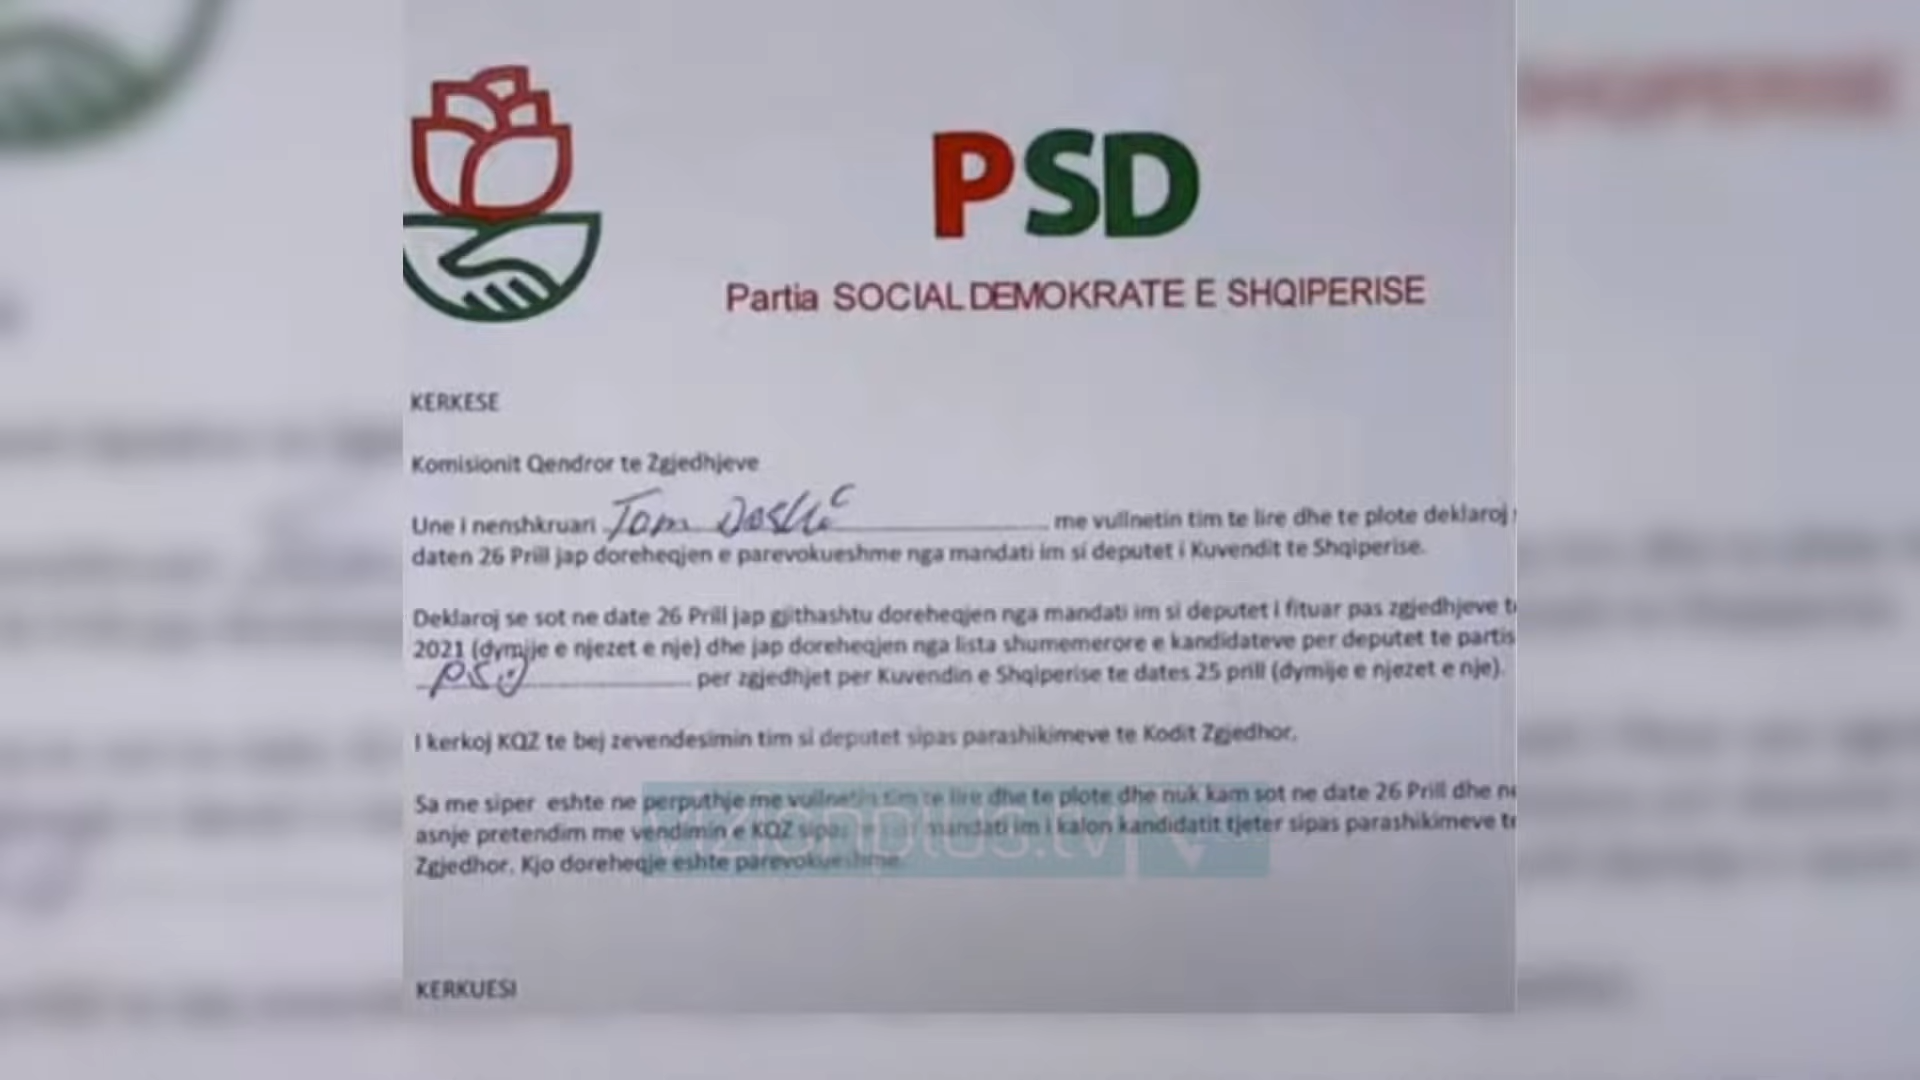 PSD
Partia SOCIALDEMOKRATE E SHQIPERISE
KERKESE
Komisionit Qendror te Zgjedhjeve
Une i nenshkruari Tom Doshi me vullnetin tim te lire dhe te plote deklaroj
daten 26 Prill jap doreheqjen e parevokueshme nga mandati im si deputet i Kuvendit te Shqiperise.
Deklaroj se sot ne date 26 Prill jap gjithashtu doreheqjen nga mandati im si deputet i fituar pas zgjedhjeve
2021 (dymije e njezet e nje) dhe jap doreheqjen nga lista shumemerore e kandidateve per deputet te partis
PSD per zgjedhjet per Kuvendin e Shqiperise te dates 25 prill (dymije e njezet e nje).
I kerkoj KQZ te bej zevendesimin tim si deputet sipas parashikimeve te Kodit Zgjedhor.
Sa me siper eshte ne perputhje me vullnetin tim te lire dhe te plote dhe nuk kam sot ne date 26 Prill dhe
asnje pretendim me vendimin e KQZ sipas mandati im i kalon kandidatit tjeter sipas parashikimeve
Zgjedhor. Kjo doreheqje eshte parevokueshme.
vizionplus.tv
KERKUESI